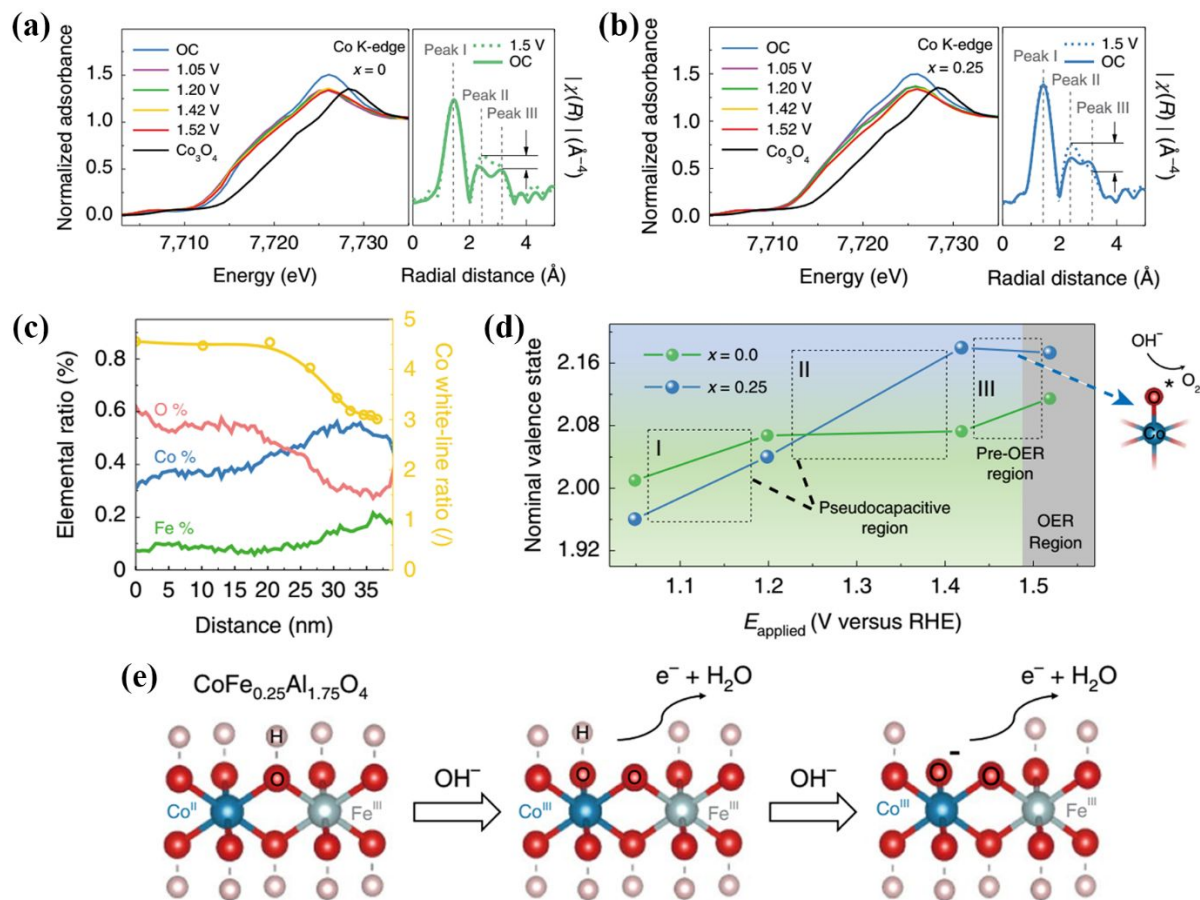 (a)
Normalized adsorbance
1.5
1.0
0.5
0.0
OC
1.05 V
1.20 V
1.42 V
1.52 V
Co₃O₄
Co K-edge
x = 0
7,710
7,720
7,730
Energy (eV)
Peak I
Peak II
Peak III
1.5 V
OC
| χ(R) | (Å⁻⁴)
0
2
4
Radial distance (Å)
(b)
Normalized adsorbance
1.5
1.0
0.5
0.0
OC
1.05 V
1.20 V
1.42 V
1.52 V
Co₃O₄
Co K-edge
x = 0.25
7,710
7,720
7,730
Energy (eV)
Peak I
Peak II
Peak III
1.5 V
OC
| χ(R) | (Å⁻⁴)
0
2
4
Radial distance (Å)
(c)
Elemental ratio (%)
0.8
0.6
0.4
0.2
0
O %
Co %
Fe %
5
4
3
2
1
0
Co white-line ratio (/)
0
5
10
15
20
25
30
35
Distance (nm)
(d)
Nominal valence state
2.16
2.08
2.00
1.92
x = 0.0
x = 0.25
I
II
III
Pseudocapacitive
region
Pre-OER
region
OER
Region
1.1
1.2
1.3
1.4
1.5
E applied (V versus RHE)
OH⁻
O₂
*
O
Co
(e)
CoFe₀.₂₅Al₁.₇₅O₄
H
O
Co^II
Fe^III
OH⁻
e⁻ + H₂O
H
O
O
Co^III
Fe^III
OH⁻
e⁻ + H₂O
O
-
O
Co^III
Fe^III